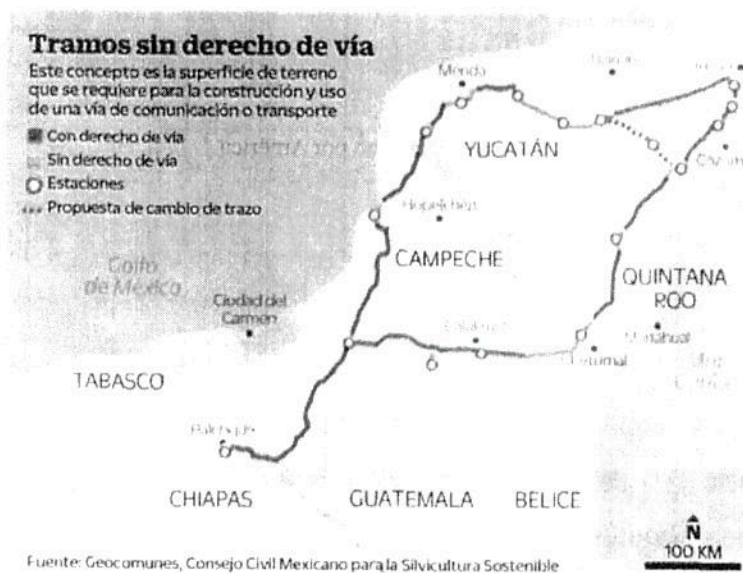 Tramos sin derecho de vía
Este concepto es la superficie de terreno
que se requiere para la construcción y uso
de una vía de comunicación o transporte
Con derecho de vía
Sin derecho de vía
Estaciones
Propuesta de cambio de trazo
Mérida
YUCATÁN
Hopelchén
CAMPECHE
Golfo
de México
Ciudad del
Carmen
QUINTANA
ROO
TABASCO
Palenque
CHIAPAS
GUATEMALA
BELICE
N
100 KM
Fuente: Geocomunes, Consejo Civil Mexicano para la Silvicultura Sostenible